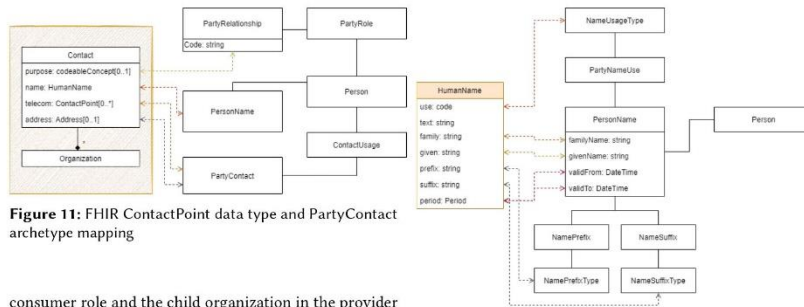 PartyRelationship
Code: string
PartyRole
Contact
purpose: codeableConcept[0..1]
name: HumanName
telecom: ContactPoint[0..*]
address: Address[0..1]
*
Organization
PersonName
Person
ContactUsage
PartyContact
Figure 11: FHIR ContactPoint data type and PartyContact
archetype mapping
consumer role and the child organization in the provider
NameUsageType
PartyNameUse
HumanName
use: code
text: string
family: string
given: string
prefix: string
suffix: string
period: Period
PersonName
familyName: string
givenName: string
validFrom: DateTime
validTo: DateTime
Person
NamePrefix
NameSuffix
NamePrefixType
NameSuffixType